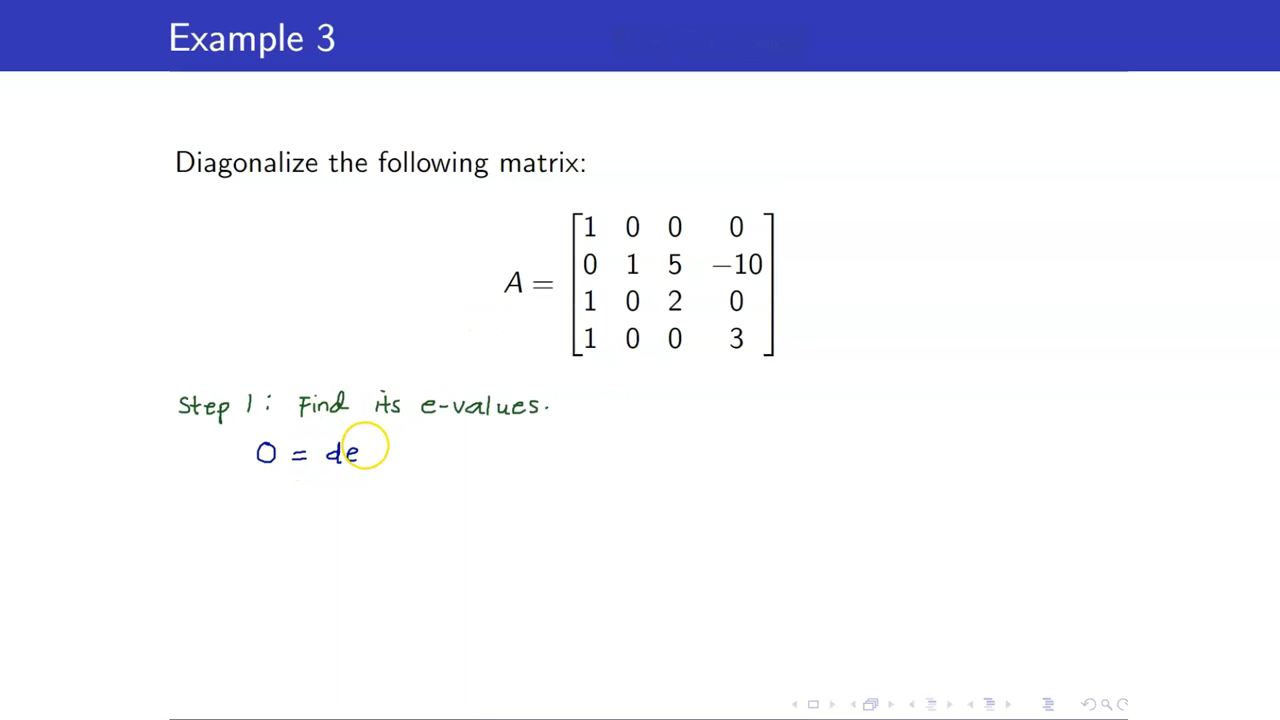 Example 3
Diagonalize the following matrix:
1 0 0 0
0 1 5 −10
A =
1 0 2 0
1 0 0 3
Step 1: Find its e-values.
0 = de